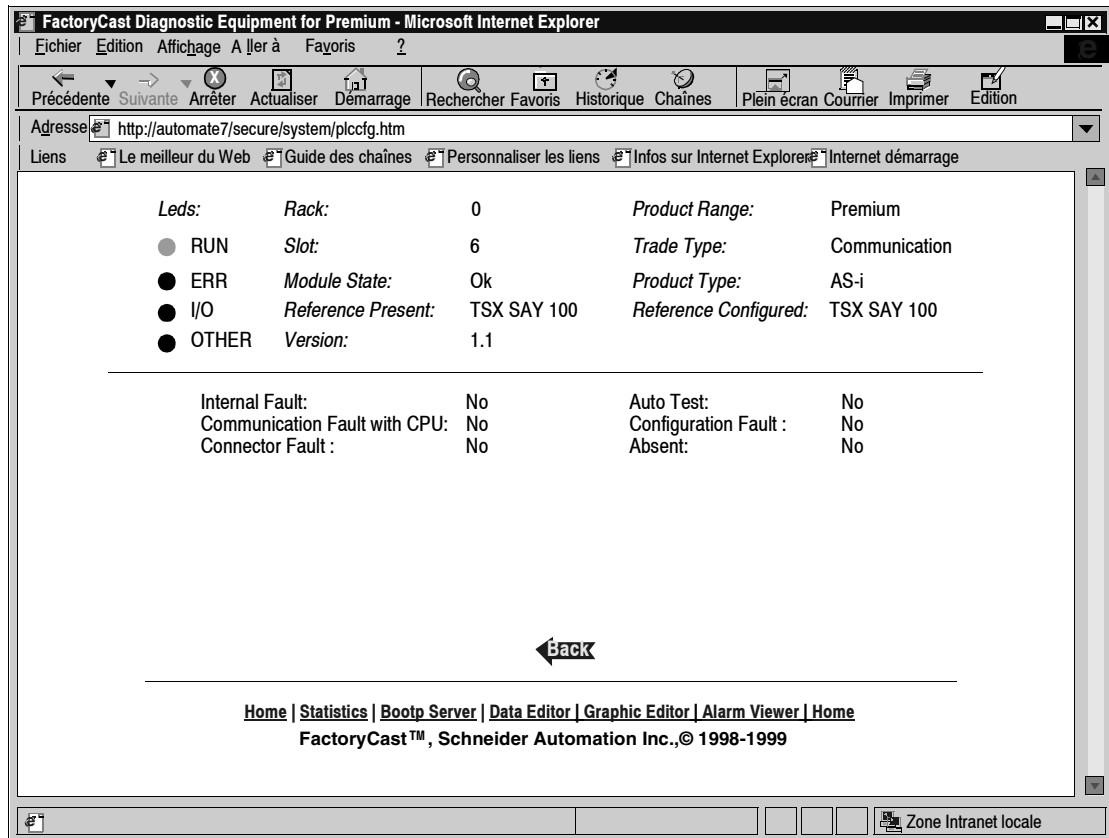 FactoryCast Diagnostic Equipment for Premium - Microsoft Internet Explorer
Fichier Edition Affichage A ller à Favoris ?
Précédente Suivante Arrêter Actualiser Démarrage Rechercher Favoris Historique Chaînes Plein écran Courrier Imprimer Edition
Adresse http://automate7/secure/system/plccfg.htm
Liens Le meilleur du Web Guide des chaînes Personnaliser les liens Infos sur Internet Explorer Internet démarrage
Leds: Rack: 0 Product Range: Premium
RUN Slot: 6 Trade Type: Communication
ERR Module State: Ok Product Type: AS-i
I/O Reference Present: TSX SAY 100 Reference Configured: TSX SAY 100
OTHER Version: 1.1
Internal Fault: No Auto Test: No
Communication Fault with CPU: No Configuration Fault : No
Connector Fault : No Absent: No
Back
Home | Statistics | Bootp Server | Data Editor | Graphic Editor | Alarm Viewer | Home
FactoryCast™, Schneider Automation Inc.,© 1998-1999
Zone Intranet locale